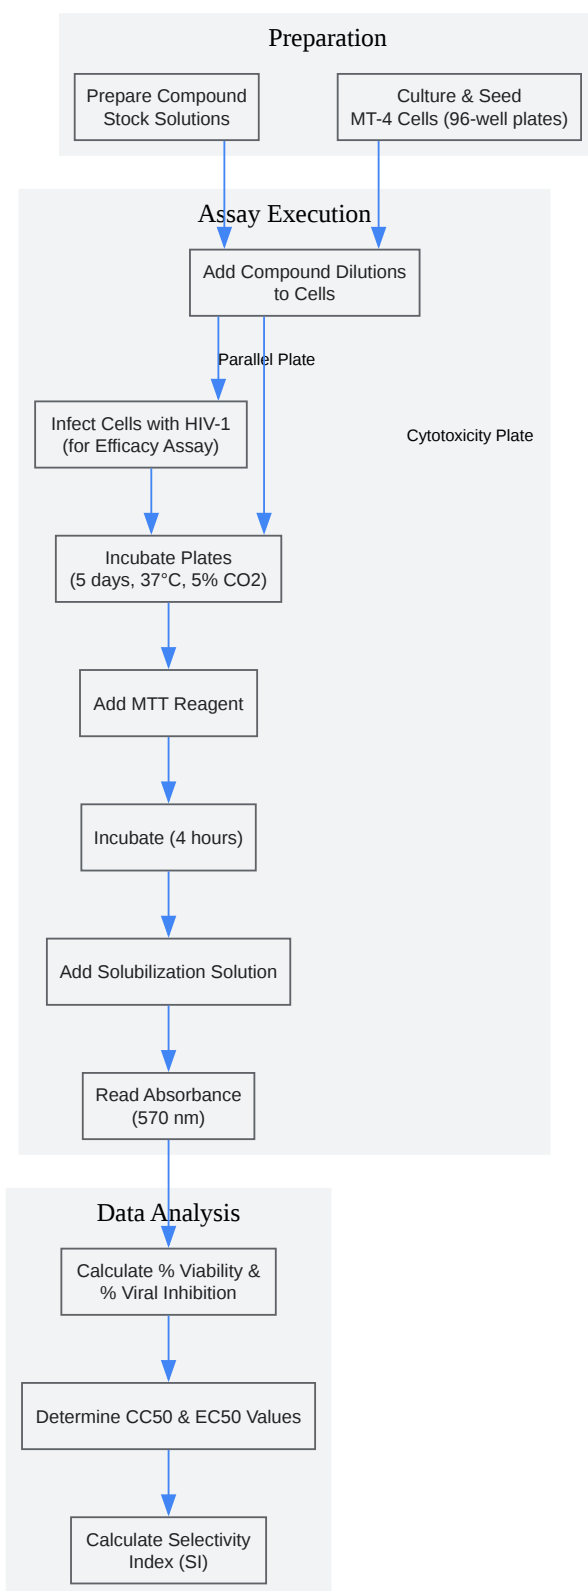 Preparation
Prepare Compound
Stock Solutions
Culture & Seed
MT-4 Cells (96-well plates)
Assay Execution
Add Compound Dilutions
to Cells
Parallel Plate
Infect Cells with HIV-1
(for Efficacy Assay)
Cytotoxicity Plate
Incubate Plates
(5 days, 37°C, 5% CO2)
Add MTT Reagent
Incubate (4 hours)
Add Solubilization Solution
Read Absorbance
(570 nm)
Data Analysis
Calculate % Viability &
% Viral Inhibition
Determine CC50 & EC50 Values
Calculate Selectivity
Index (SI)